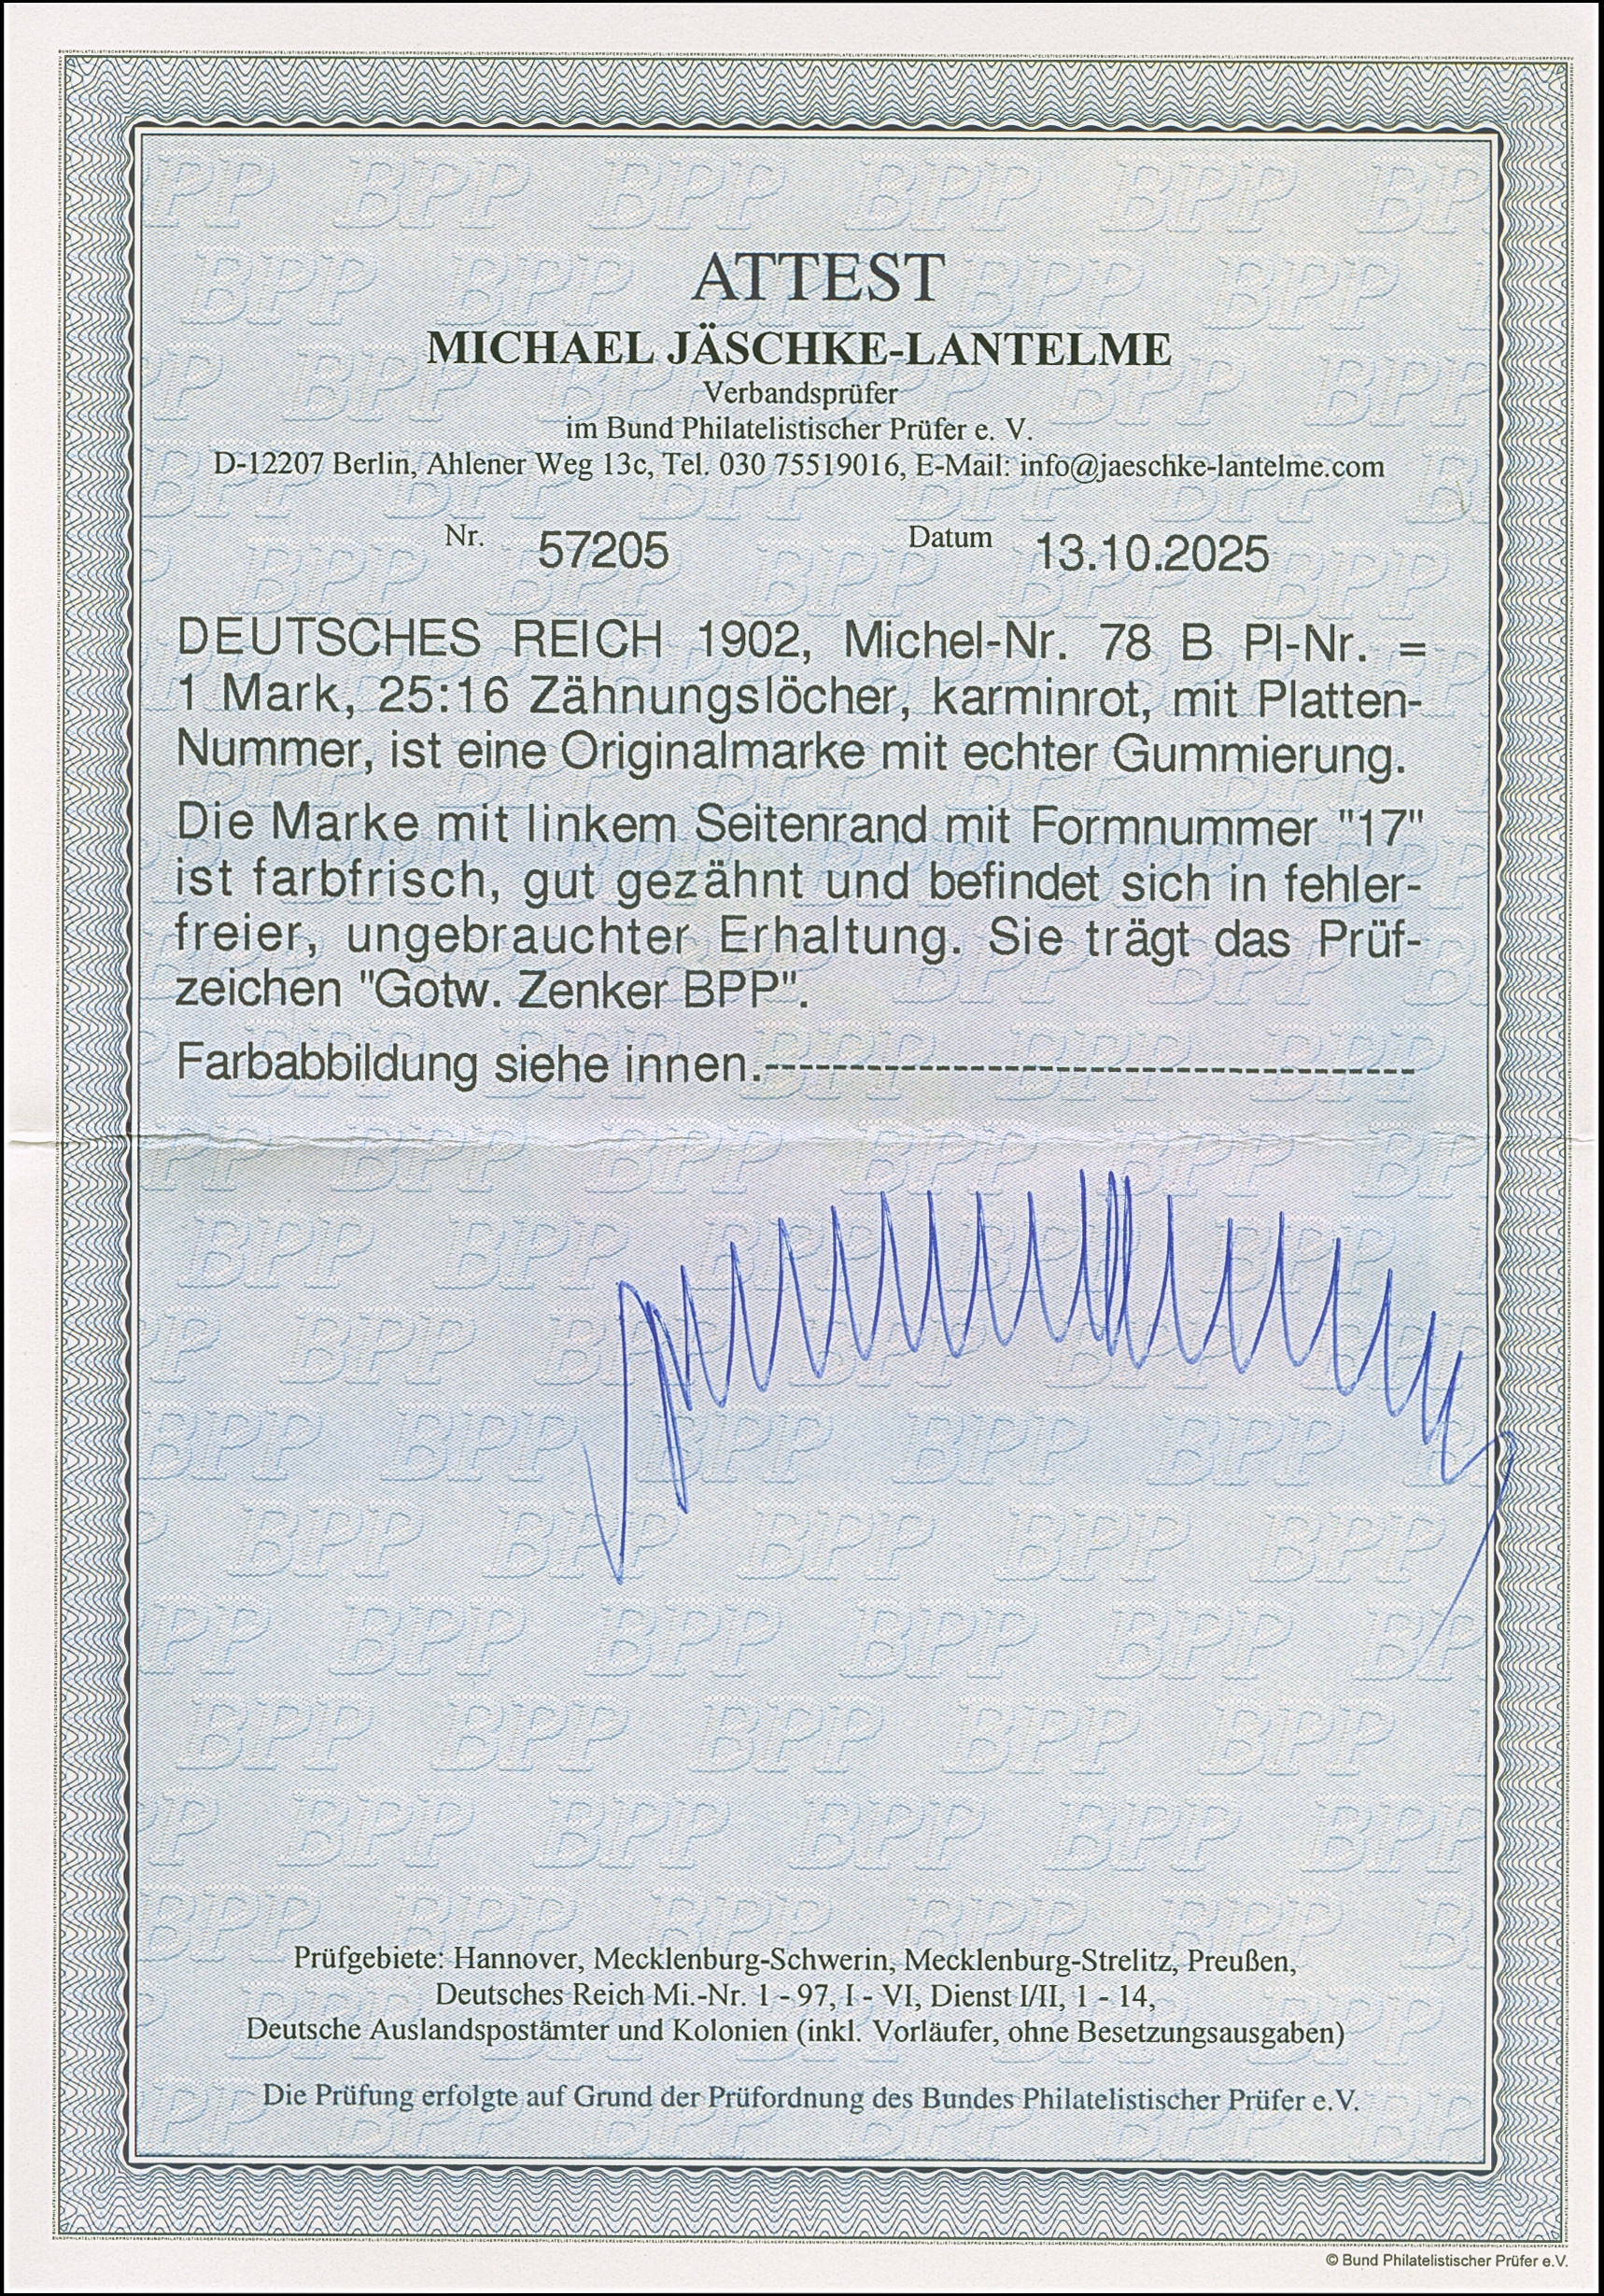 ATTEST
MICHAEL JÄSCHKE-LANTELME
Verbandsprüfer
im Bund Philatelistischer Prüfer e. V.
D-12207 Berlin, Ahlener Weg 13c, Tel. 030 75519016, E-Mail: info@jaeschke-lantelme.com
Nr. 57205 Datum 13.10.2025
DEUTSCHES REICH 1902, Michel-Nr. 78 B Pl-Nr. =
1 Mark, 25:16 Zähnungslöcher, karminrot, mit Platten-
Nummer, ist eine Originalmarke mit echter Gummierung.
Die Marke mit linkem Seitenrand mit Formnummer "17"
ist farbfrisch, gut gezähnt und befindet sich in fehler-
freier, ungebrauchter Erhaltung. Sie trägt das Prüf-
zeichen "Gotw. Zenker BPP".
Farbabbildung siehe innen.-----------------------------------------
Prüfgebiete: Hannover, Mecklenburg-Schwerin, Mecklenburg-Strelitz, Preußen,
Deutsches Reich Mi.-Nr. 1 - 97, I - VI, Dienst I/II, 1 - 14,
Deutsche Auslandspostämter und Kolonien (inkl. Vorläufer, ohne Besetzungsausgaben)
Die Prüfung erfolgte auf Grund der Prüfordnung des Bundes Philatelistischer Prüfer e.V.
© Bund Philatelistischer Prüfer e.V.